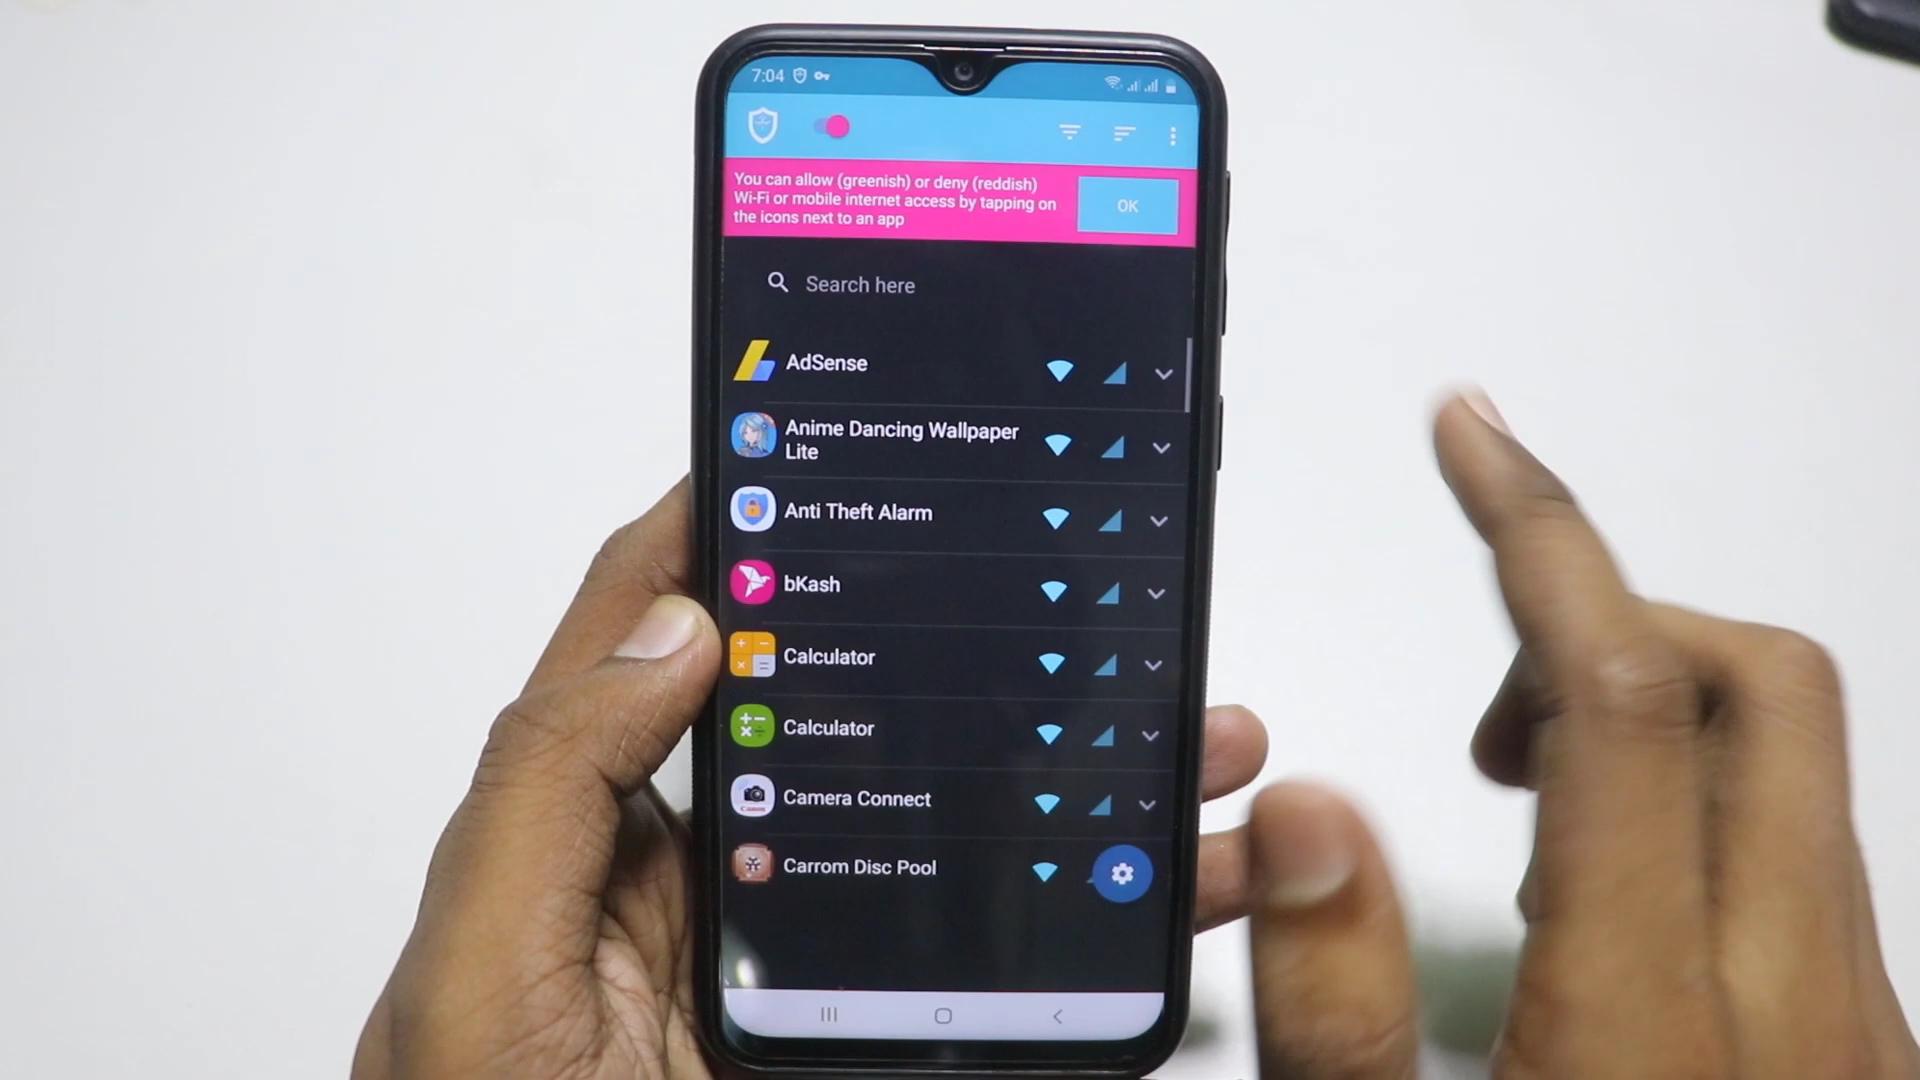 7:04
You can allow (greenish) or deny (reddish)
Wi-Fi or mobile internet access by tapping on
the icons next to an app
OK
Search here
AdSense
Anime Dancing Wallpaper
Lite
Anti Theft Alarm
bKash
Calculator
Calculator
Camera Connect
Canon
Carrom Disc Pool